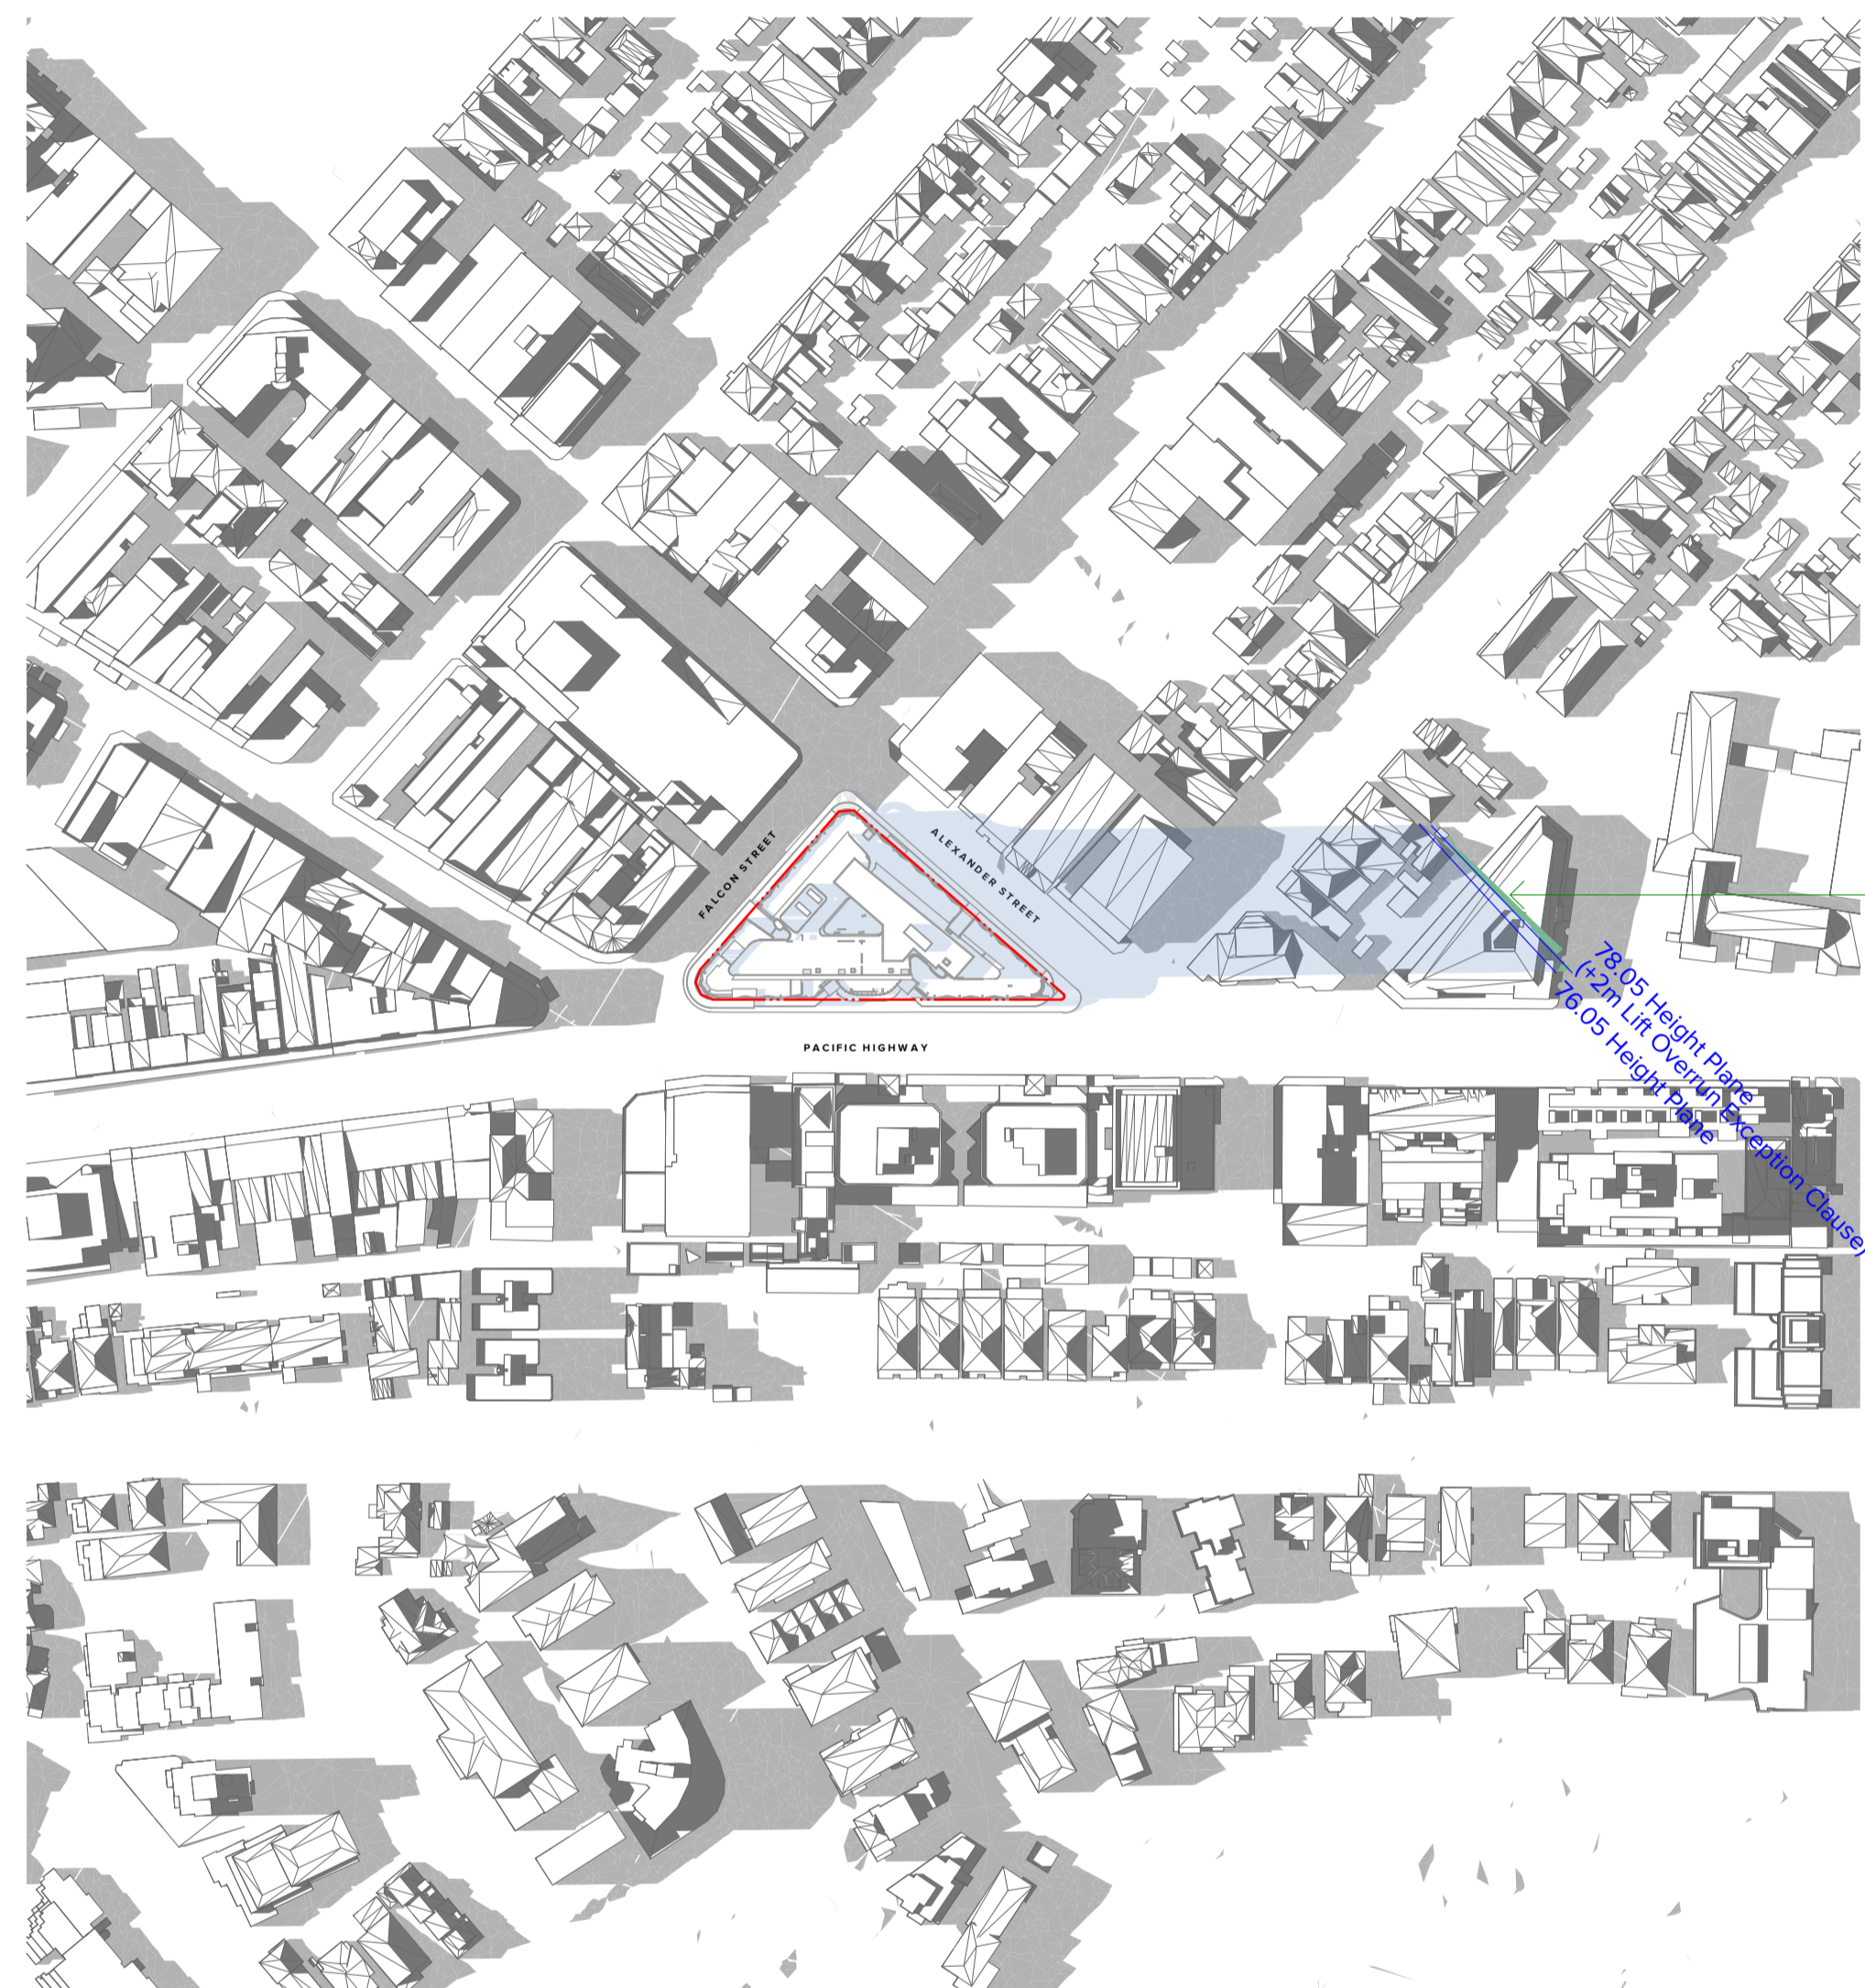 FALCON STREET
ALEXANDER STREET
PACIFIC HIGHWAY
78.05 Height Plane
(+2m Lift Overrun Exception Clause)
76.05 Height Plane